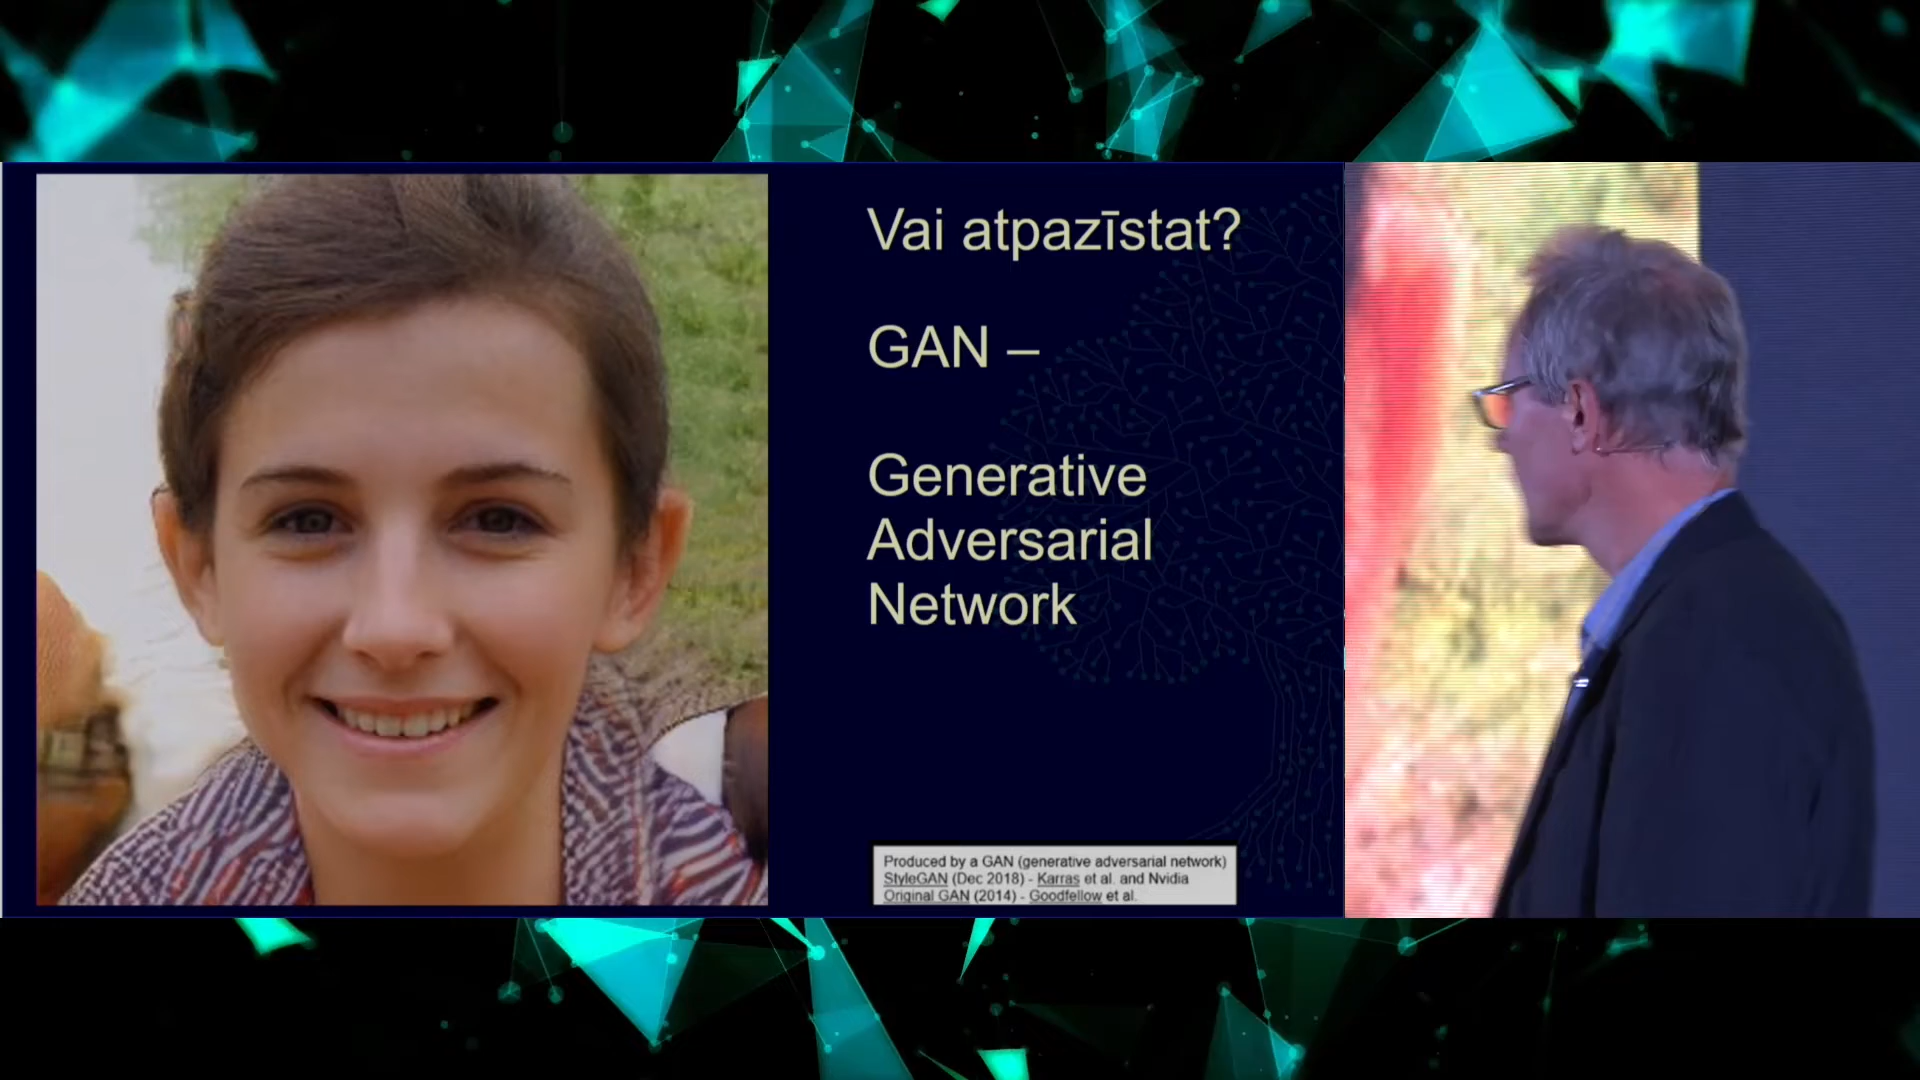 Vai atpazīstat?
GAN –
Generative
Adversarial
Network
Produced by a GAN (generative adversarial network)
StyleGAN (Dec 2018) - Karras et al. and Nvidia
Original GAN (2014) - Goodfellow et al.